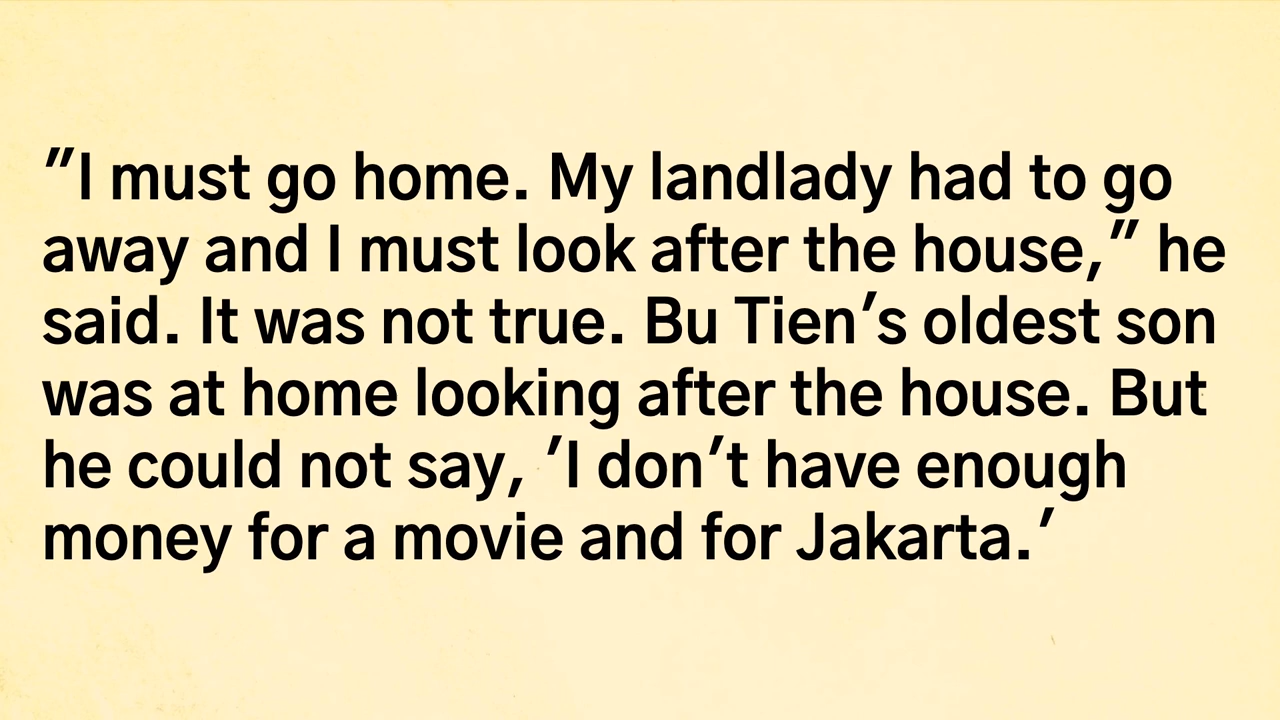 "I must go home. My landlady had to go
away and I must look after the house," he
said. It was not true. Bu Tien's oldest son
was at home looking after the house. But
he could not say, 'I don't have enough
money for a movie and for Jakarta.'